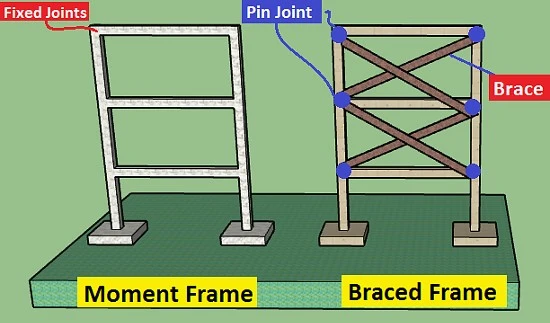 Fixed Joints
Pin Joint
Brace
Moment Frame
Braced Frame